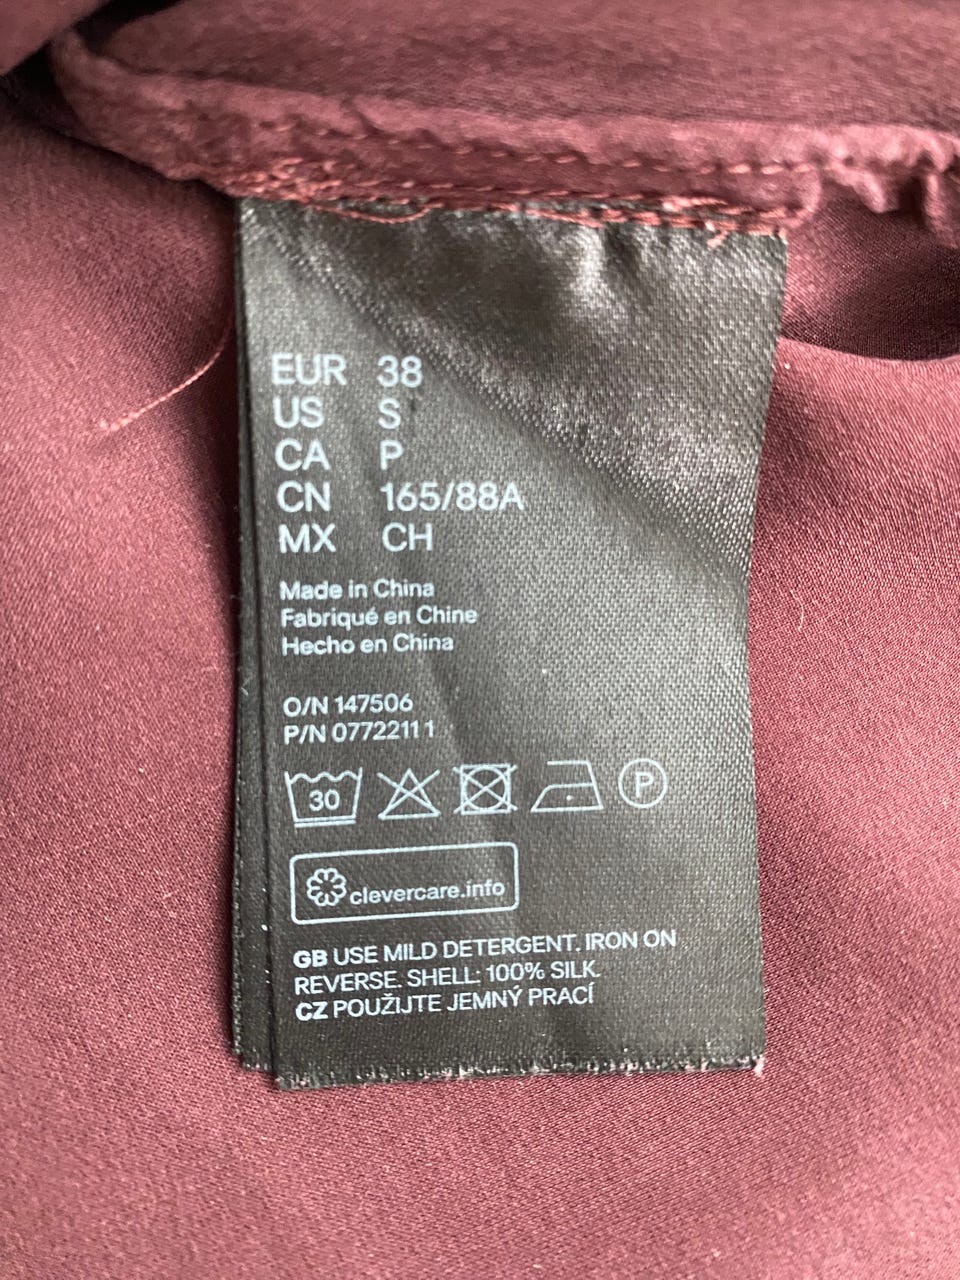 EUR 38
US S
CA P
CN 165/88A
MX CH
Made in China
Fabriqué en Chine
Hecho en China
O/N 147506
P/N 07722111
30
P
clevercare.info
GB USE MILD DETERGENT. IRON ON
REVERSE. SHELL: 100% SILK.
CZ POUŽIJTE JEMNÝ PRACÍ